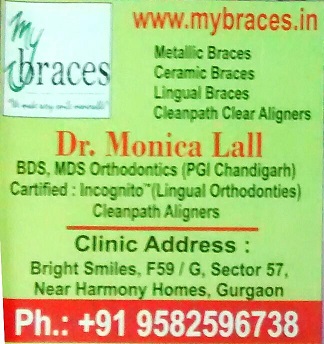 www.mybraces.in
my
braces
Metallic Braces
Ceramic Braces
Lingual Braces
Cleanpath Clear Aligners
Dr. Monica Lall
BDS, MDS Orthodontics (PGI Chandigarh)
Cartified : Incognito™(Lingual Orthodonties)
Cleanpath Aligners
Clinic Address :
Bright Smiles, F59 / G, Sector 57,
Near Harmony Homes, Gurgaon
Ph.: +91 9582596738